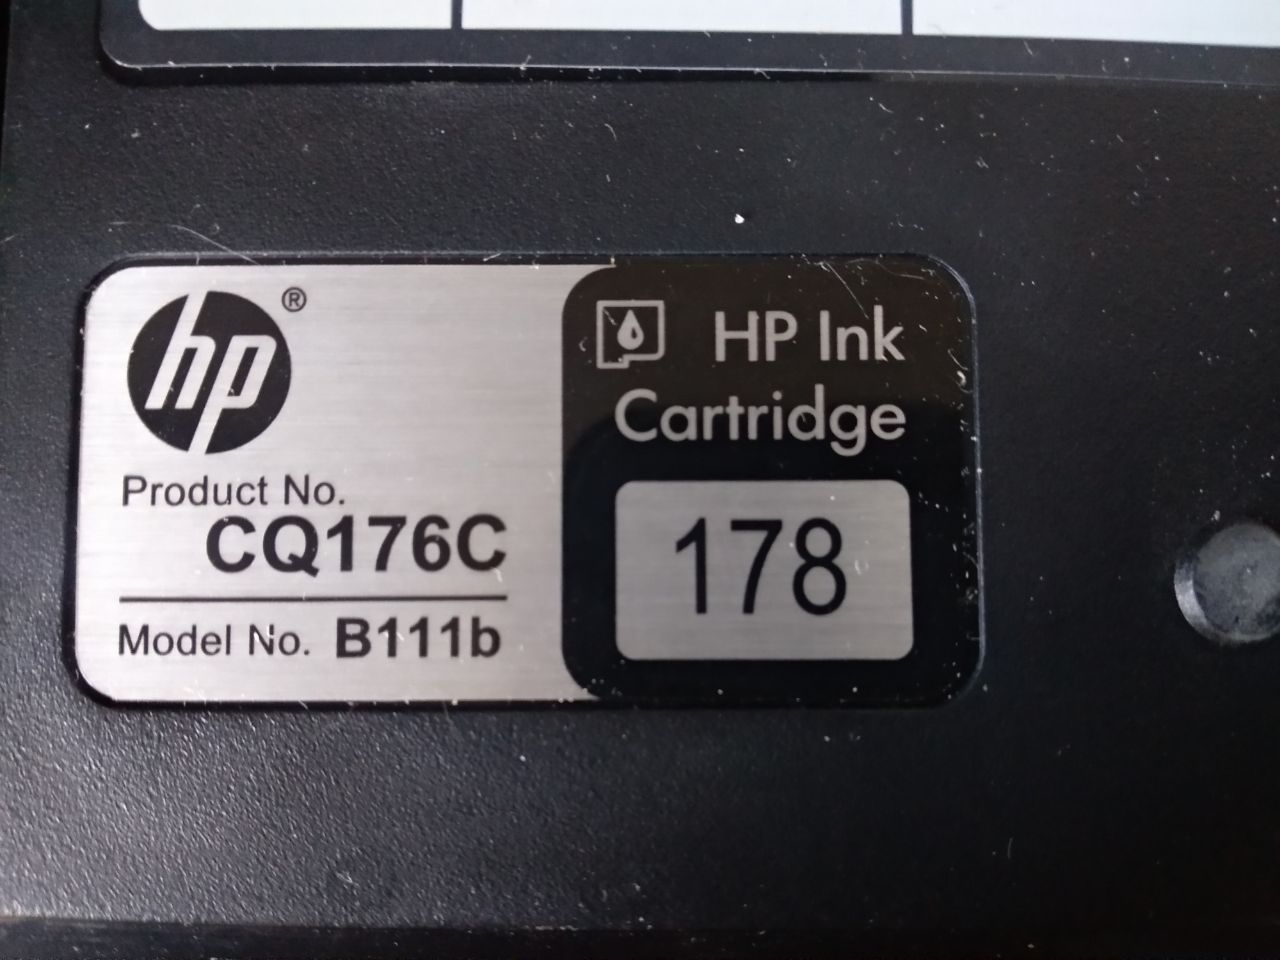 hp®
Product No.
CQ176C
Model No. B111b
HP Ink
Cartridge
178